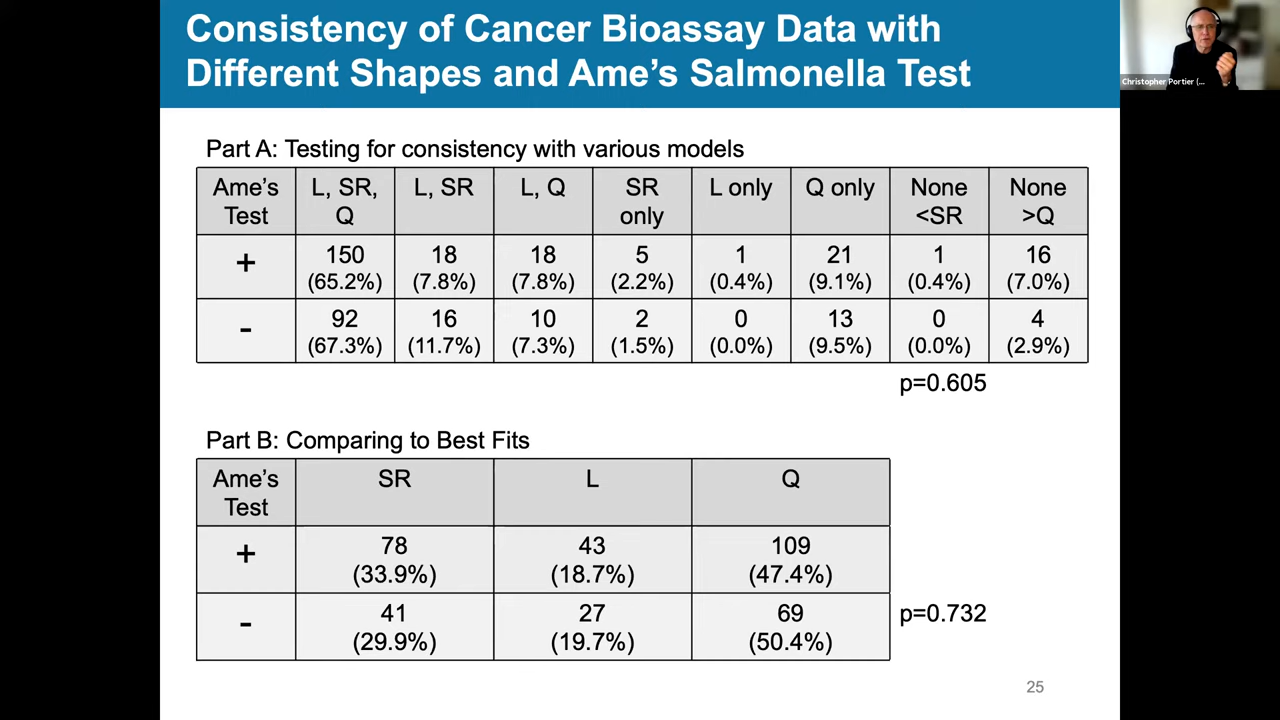 Consistency of Cancer Bioassay Data with
Different Shapes and Ame's Salmonella Test
Christopher Portier (...
Part A: Testing for consistency with various models
Ame's Test L, SR, Q L, SR L, Q SR only L only Q only None <SR None >Q
+ 150 (65.2%) 18 (7.8%) 18 (7.8%) 5 (2.2%) 1 (0.4%) 21 (9.1%) 1 (0.4%) 16 (7.0%)
- 92 (67.3%) 16 (11.7%) 10 (7.3%) 2 (1.5%) 0 (0.0%) 13 (9.5%) 0 (0.0%) 4 (2.9%)
p=0.605
Part B: Comparing to Best Fits
Ame's Test SR L Q
+ 78 (33.9%) 43 (18.7%) 109 (47.4%)
- 41 (29.9%) 27 (19.7%) 69 (50.4%)
p=0.732
25